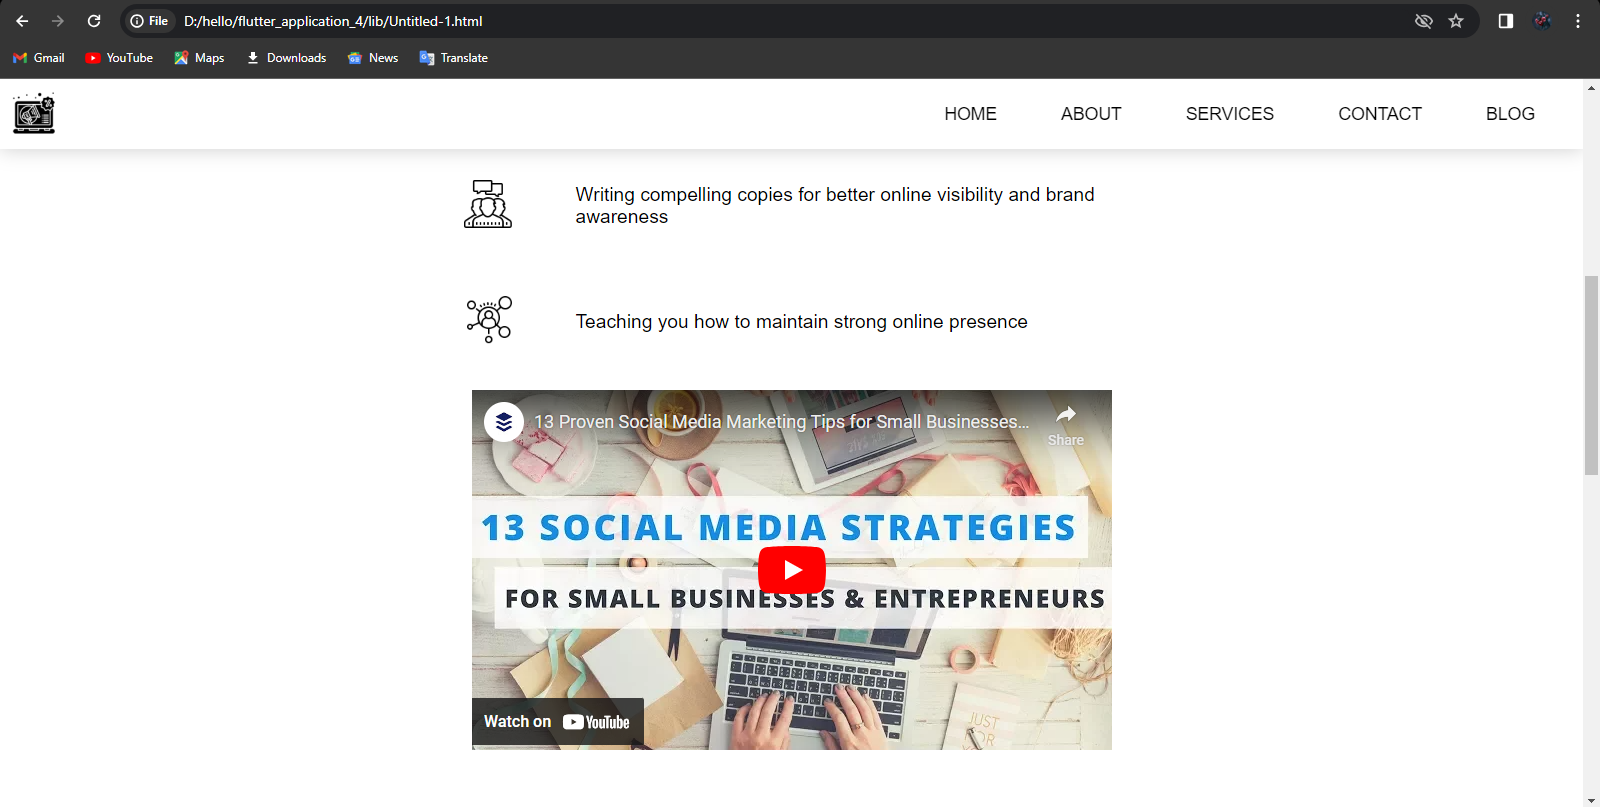 File D:/hello/flutter_application_4/lib/Untitled-1.html
Gmail YouTube Maps Downloads News Translate
HOME ABOUT SERVICES CONTACT BLOG
Writing compelling copies for better online visibility and brand
awareness
Teaching you how to maintain strong online presence
13 Proven Social Media Marketing Tips for Small Businesses...
Share
13 SOCIAL MEDIA STRATEGIES
FOR SMALL BUSINESSES & ENTREPRENEURS
JUST
Watch on YouTube